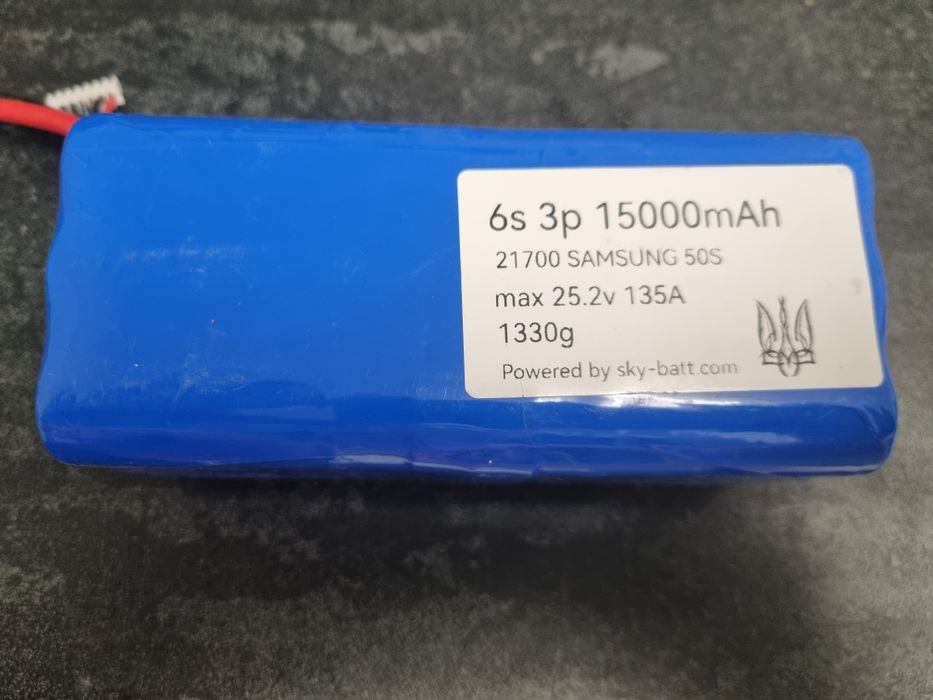 6s 3p 15000mAh
21700 SAMSUNG 50S
max 25.2v 135A
1330g
Powered by sky-batt.com